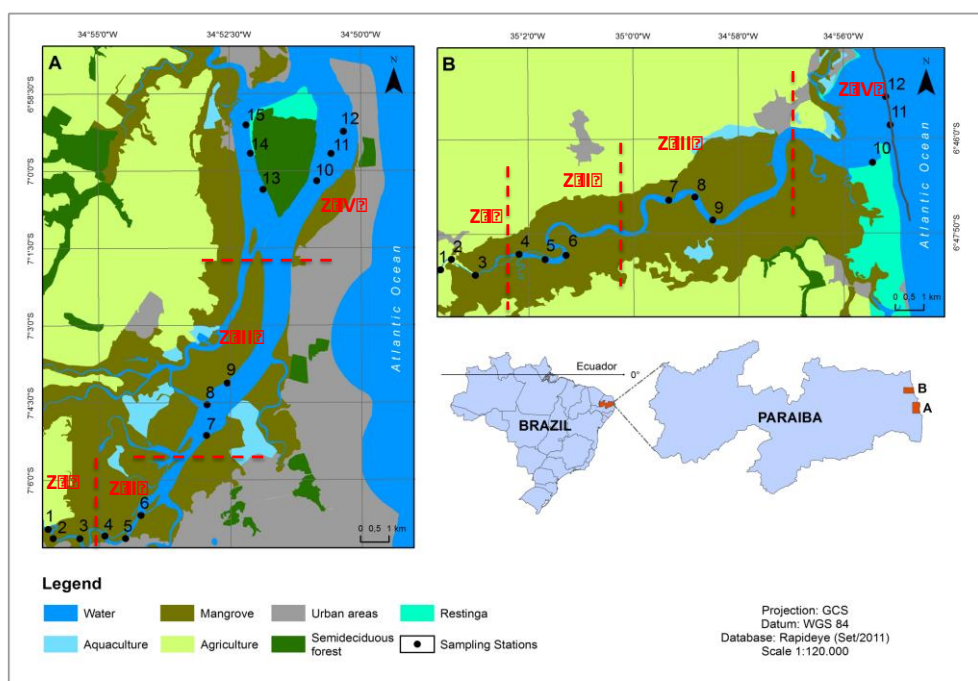 34°55'0"W 34°52'30"W 34°50'0"W
A
N
6°58'30"S
7°0'0"S
7°1'30"S
7°3'0"S
7°4'30"S
7°6'0"S
15
14
13
12
11
10
9
8
7
6
5
4
3
2
1
Atlantic Ocean
0 0,5 1 km
35°2'0"W 35°0'0"W 34°58'0"W 34°56'0"W
B
N
6°46'0"S
6°47'50"S
12
11
10
9
8
7
6
5
4
3
2
1
Atlantic Ocean
0 0,5 1 km
Ecuador 0°
BRAZIL
PARAIBA
B
A
Legend
Water Mangrove Urban areas Restinga
Aquaculture Agriculture Semideciduous forest Sampling Stations
Projection: GCS
Datum: WGS 84
Database: Rapideye (Set/2011)
Scale 1:120.000